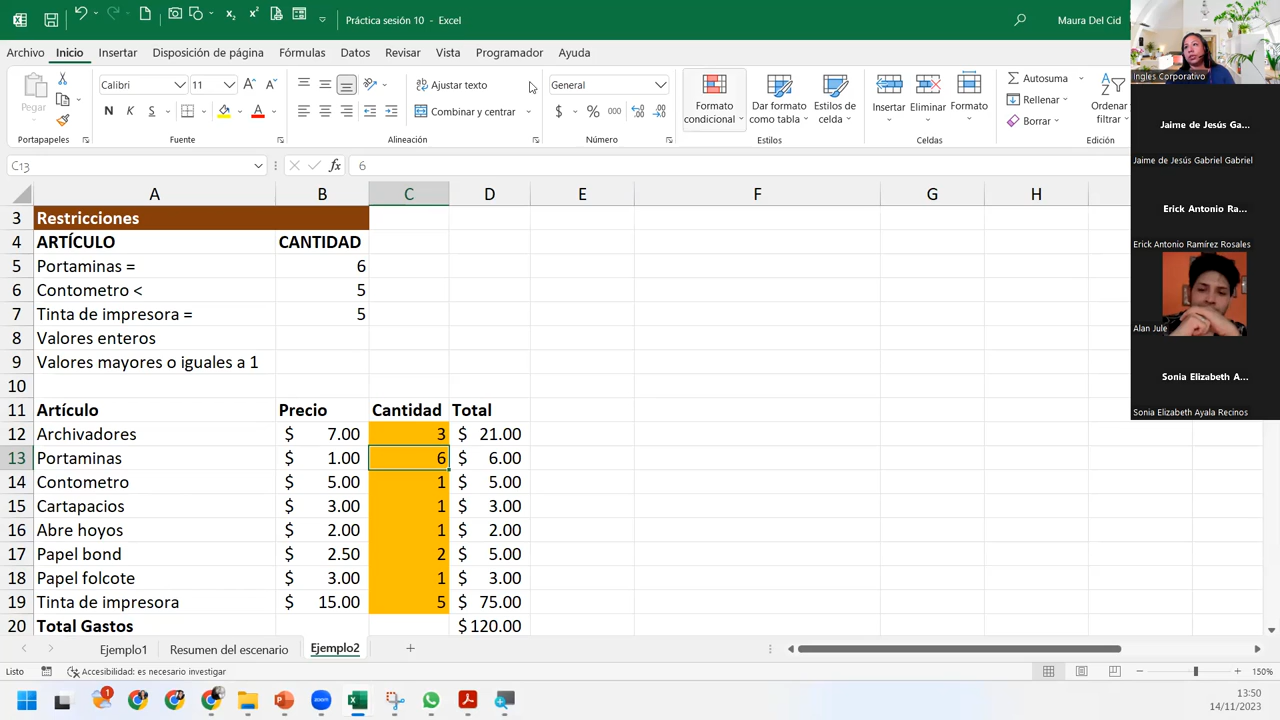 Práctica sesión 10 - Excel
Maura Del Cid
Archivo Inicio Insertar Disposición de página Fórmulas Datos Revisar Vista Programador Ayuda
Pegar
Calibri 11
N K S
Ajustar texto
Combinar y centrar
General
$ % 000
Formato condicional
Dar formato como tabla
Estilos de celda
Insertar Eliminar Formato
Autosuma
Rellenar
Borrar
Ordenar filtrar
Portapapeles Fuente Alineación Número Estilos Celdas Edición
C13 fx 6
A B C D E F G H
3 Restricciones
4 ARTÍCULO CANTIDAD
5 Portaminas = 6
6 Contometro < 5
7 Tinta de impresora = 5
8 Valores enteros
9 Valores mayores o iguales a 1
10
11 Artículo Precio Cantidad Total
12 Archivadores $ 7.00 3 $ 21.00
13 Portaminas $ 1.00 6 $ 6.00
14 Contometro $ 5.00 1 $ 5.00
15 Cartapacios $ 3.00 1 $ 3.00
16 Abre hoyos $ 2.00 1 $ 2.00
17 Papel bond $ 2.50 2 $ 5.00
18 Papel folcote $ 3.00 1 $ 3.00
19 Tinta de impresora $ 15.00 5 $ 75.00
20 Total Gastos $120.00
Ejemplo1 Resumen del escenario Ejemplo2
Listo Accesibilidad: es necesario investigar 150%
Ingles Corporativo
Jaime de Jesús Ga...
Jaime de Jesús Gabriel Gabriel
Erick Antonio Ra...
Erick Antonio Ramírez Rosales
Alan Jule
Sonia Elizabeth A...
Sonia Elizabeth Ayala Recinos
1
zoom
13:50
14/11/2023